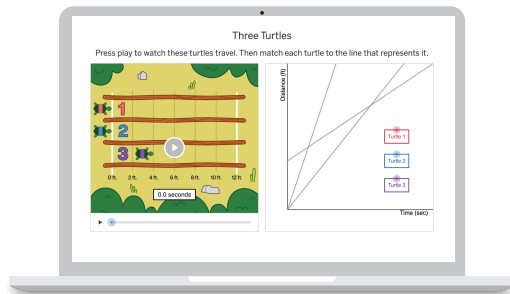 Three Turtles
Press play to watch these turtles travel. Then match each turtle to the line that represents it.
1
2
3
0 ft. 2 ft. 4 ft. 6 ft. 8 ft. 10 ft. 12 ft.
0.0 seconds
Distance (ft)
Turtle 1
Turtle 2
Turtle 3
Time (sec)